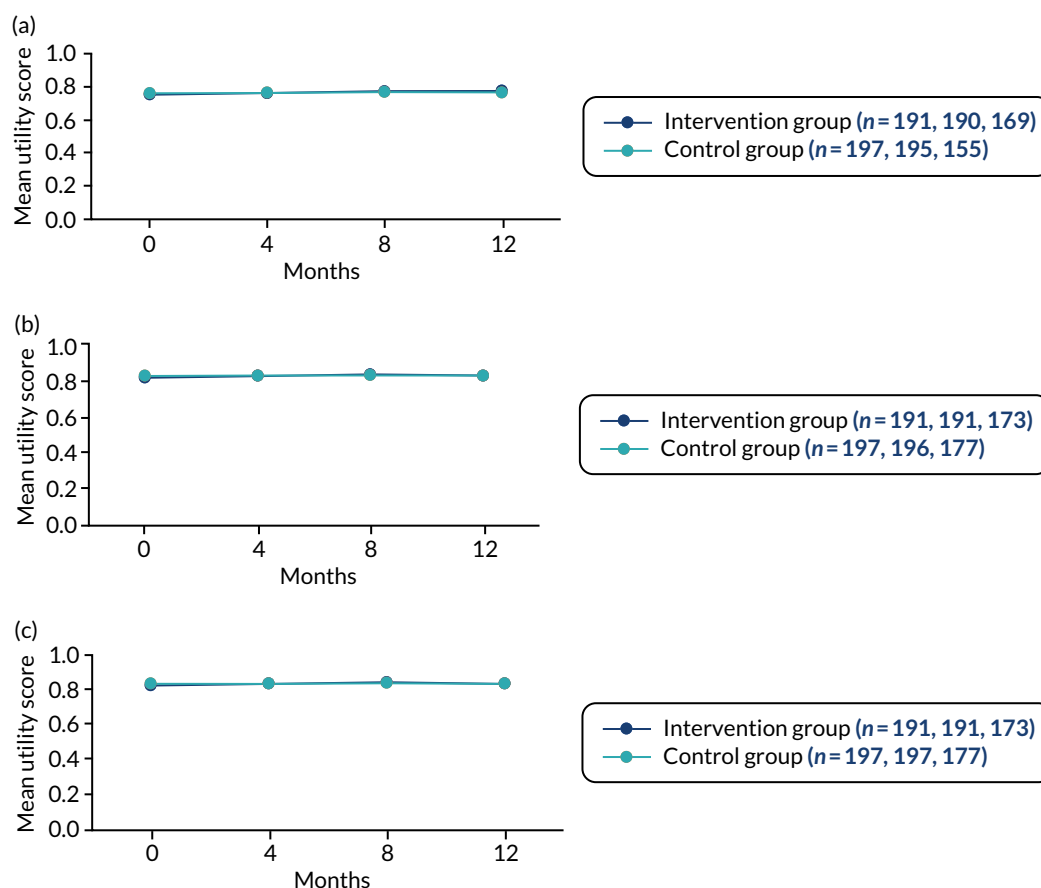 (a)
Mean utility score
1.0
0.8
0.6
0.4
0.2
0.0
0 4 8 12
Months
Intervention group (n = 191, 190, 169)
Control group (n = 197, 195, 155)
(b)
Mean utility score
1.0
0.8
0.6
0.4
0.2
0.0
0 4 8 12
Months
Intervention group (n = 191, 191, 173)
Control group (n = 197, 196, 177)
(c)
Mean utility score
1.0
0.8
0.6
0.4
0.2
0.0
0 4 8 12
Months
Intervention group (n = 191, 191, 173)
Control group (n = 197, 197, 177)